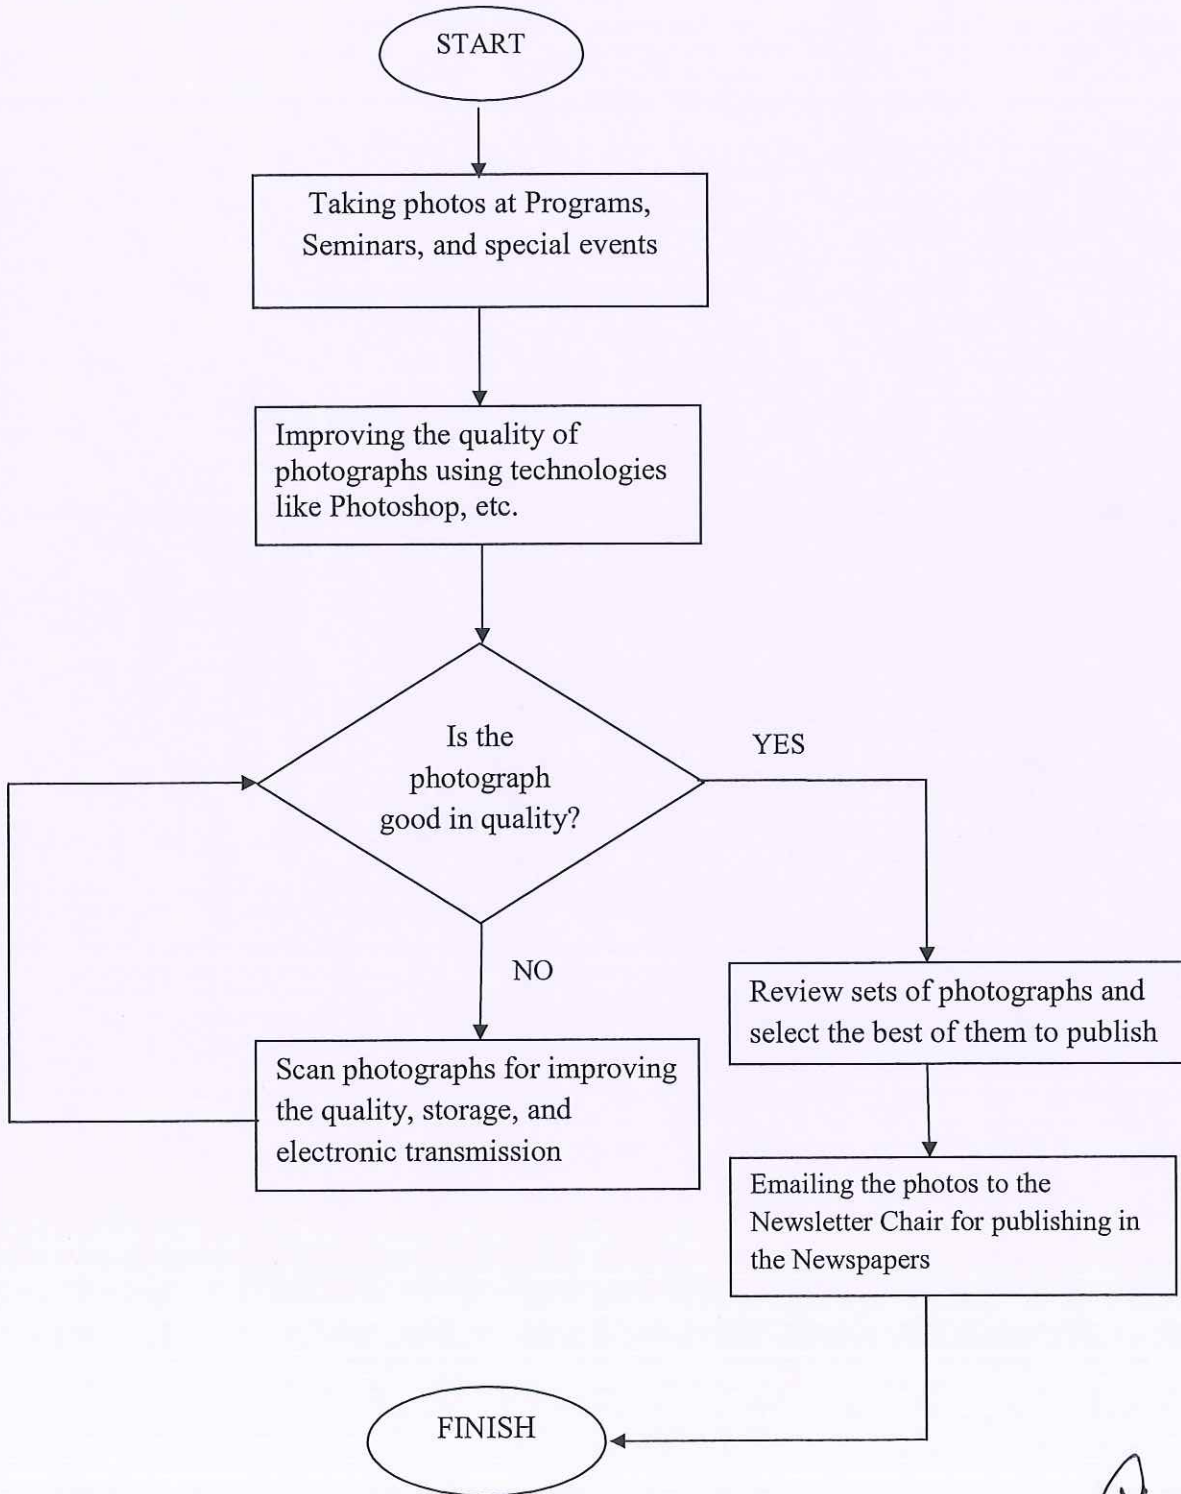 START
Taking photos at Programs,
Seminars, and special events
Improving the quality of
photographs using technologies
like Photoshop, etc.
Is the
photograph
good in quality?
YES
NO
Scan photographs for improving
the quality, storage, and
electronic transmission
Review sets of photographs and
select the best of them to publish
Emailing the photos to the
Newsletter Chair for publishing in
the Newspapers
FINISH